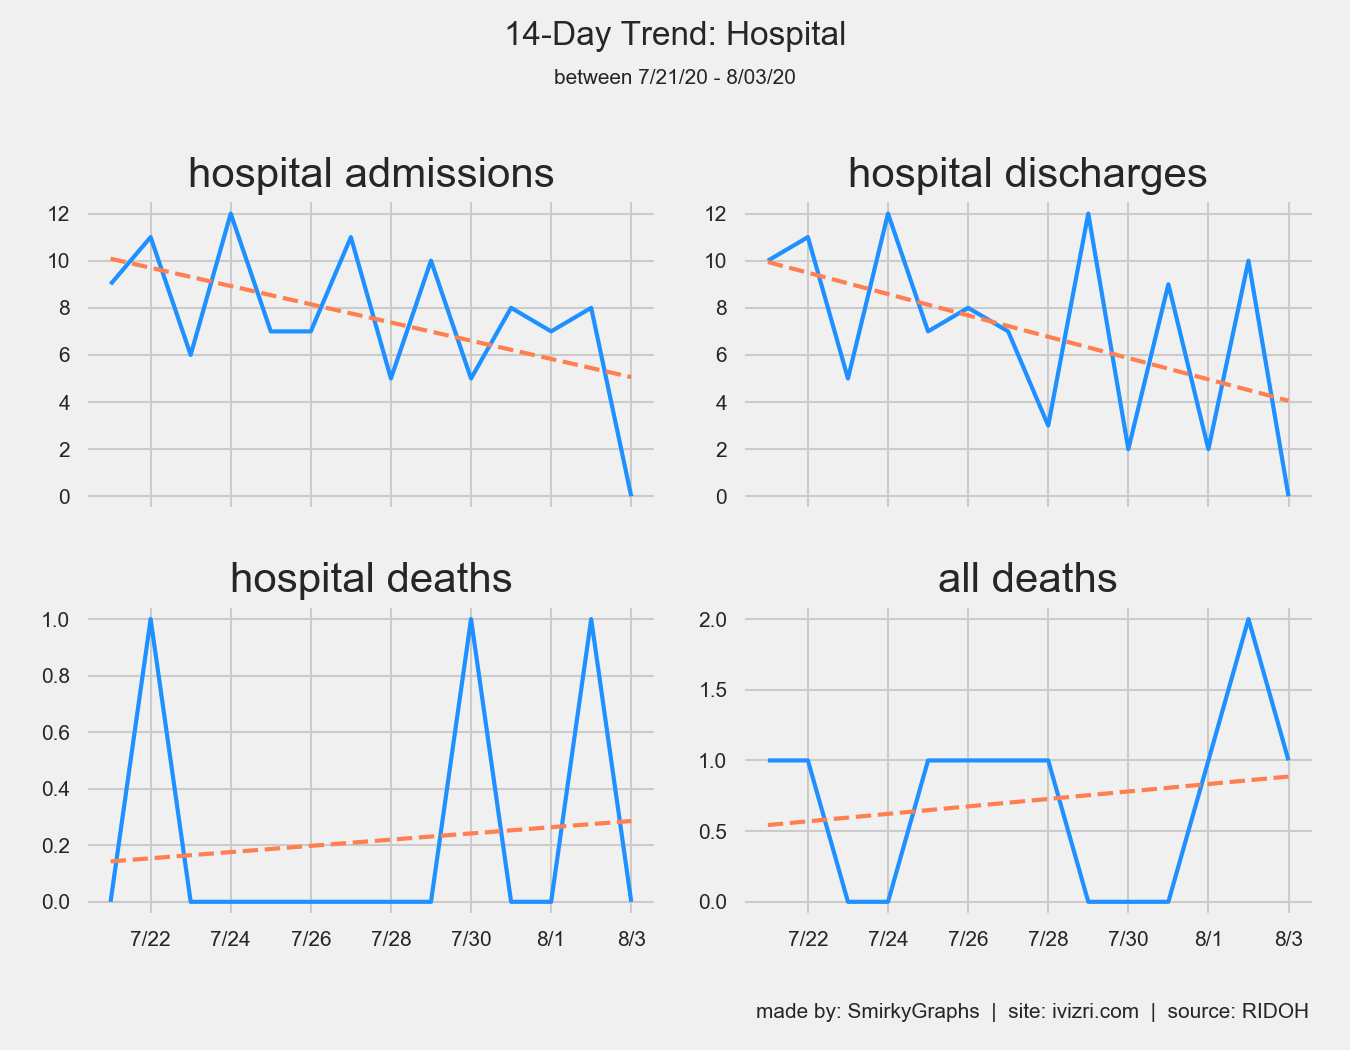 14-Day Trend: Hospital
between 7/21/20 - 8/03/20
hospital admissions
12
10
8
6
4
2
0
hospital discharges
12
10
8
6
4
2
0
hospital deaths
1.0
0.8
0.6
0.4
0.2
0.0
7/22 7/24 7/26 7/28 7/30 8/1 8/3
all deaths
2.0
1.5
1.0
0.5
0.0
7/22 7/24 7/26 7/28 7/30 8/1 8/3
made by: SmirkyGraphs | site: ivizri.com | source: RIDOH